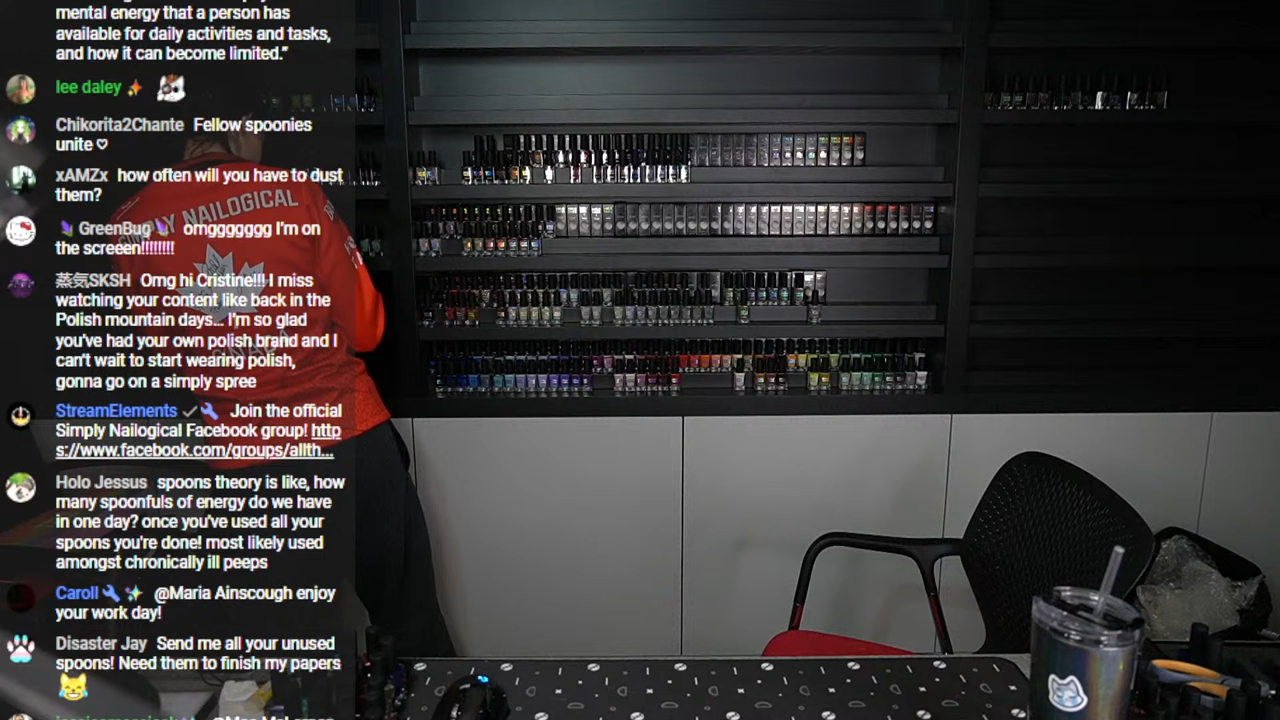 mental energy that a person has
available for daily activities and tasks,
and how it can become limited.”
lee daley
Chikorita2Chante Fellow spoonies
unite ♡
xAMZx how often will you have to dust
them?
GreenBug omggggggg I'm on
the screeen!!!!!!!!
蒸気SKSH Omg hi Cristine!!! I miss
watching your content like back in the
Polish mountain days... I'm so glad
you've had your own polish brand and I
can't wait to start wearing polish,
gonna go on a simply spree
StreamElements Join the official
Simply Nailogical Facebook group! http
s://www.facebook.com/groups/allth...
Holo Jessus spoons theory is like, how
many spoonfuls of energy do we have
in one day? once you've used all your
spoons you're done! most likely used
amongst chronically ill peeps
Caroll @Maria Ainscough enjoy
your work day!
Disaster Jay Send me all your unused
spoons! Need them to finish my papers
SIMPLY NAILOGICAL